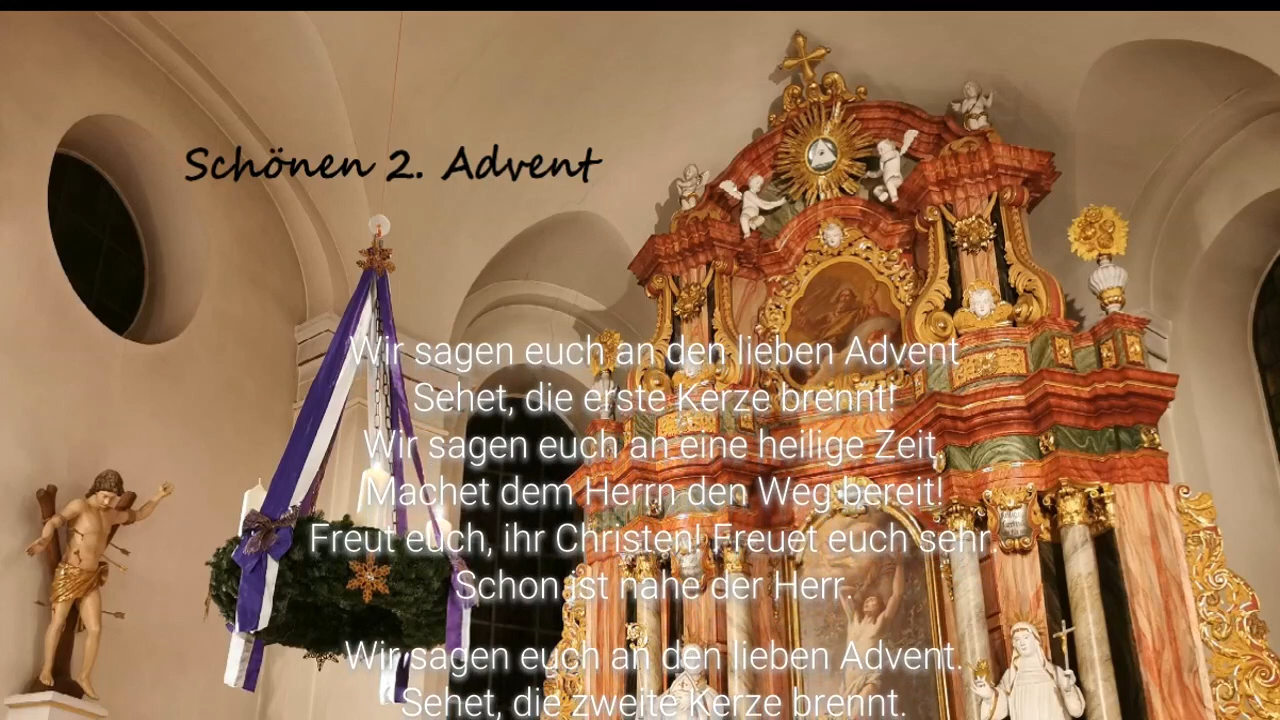 Schönen 2. Advent
Wir sagen euch an den lieben Advent
Sehet, die erste Kerze brennt!
Wir sagen euch an eine heilige Zeit.
Machet dem Herrn den Weg bereit!
Freut euch, ihr Christen! Freuet euch sehr.
Schon ist nahe der Herr.
Wir sagen euch an den lieben Advent.
Sehet, die zweite Kerze brennt.